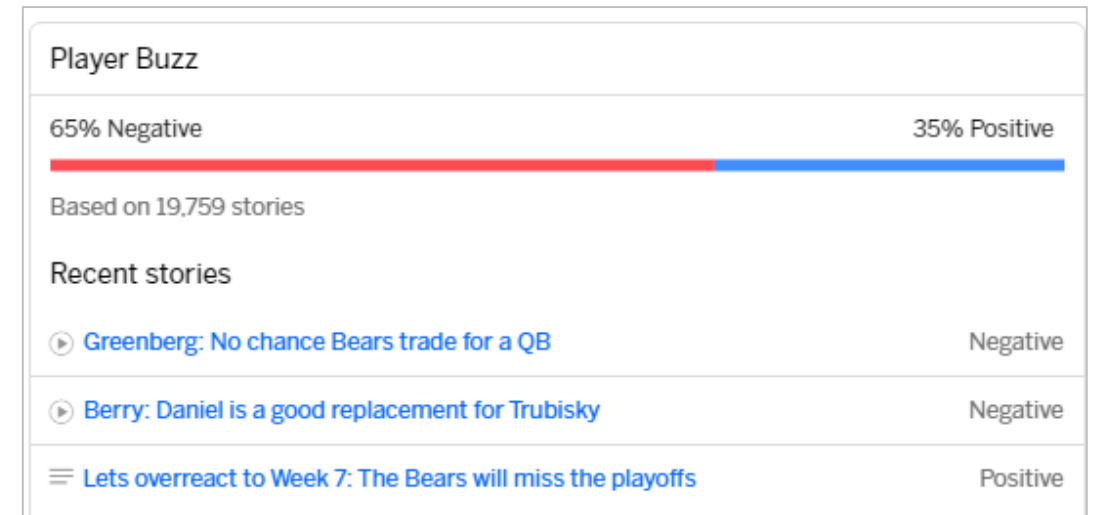 Player Buzz
65% Negative 35% Positive
Based on 19,759 stories
Recent stories
Greenberg: No chance Bears trade for a QB Negative
Berry: Daniel is a good replacement for Trubisky Negative
Lets overreact to Week 7: The Bears will miss the playoffs Positive